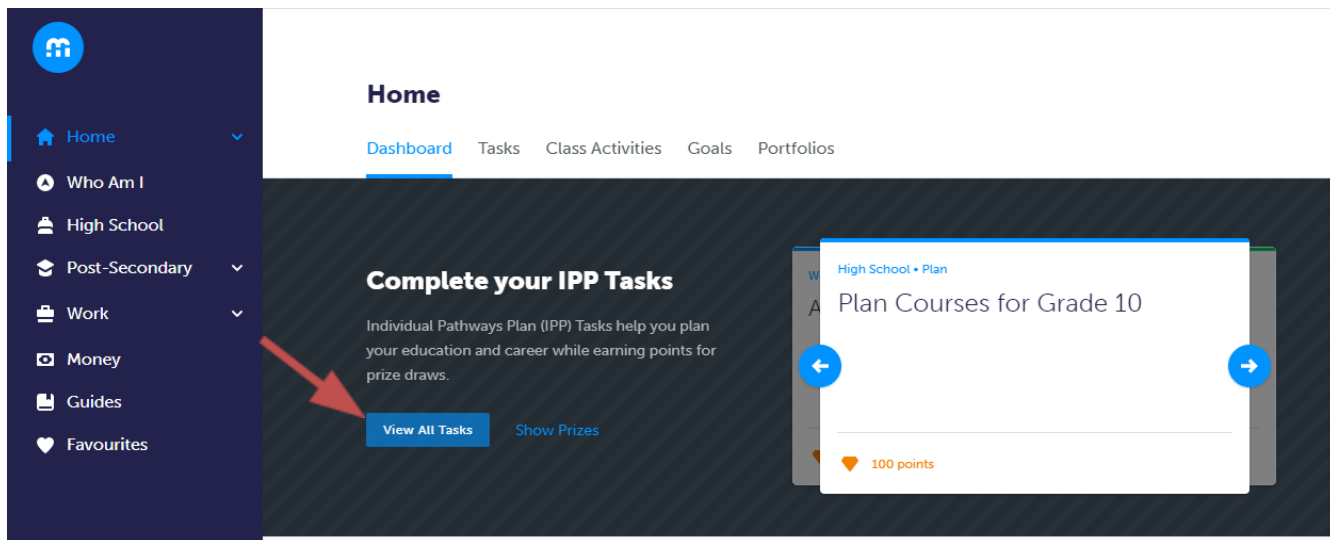 Home
Who Am I
High School
Post-Secondary
Work
Money
Guides
Favourites
Home
Dashboard Tasks Class Activities Goals Portfolios
Complete your IPP Tasks
Individual Pathways Plan (IPP) Tasks help you plan
your education and career while earning points for
prize draws.
View All Tasks Show Prizes
High School • Plan
Plan Courses for Grade 10
100 points